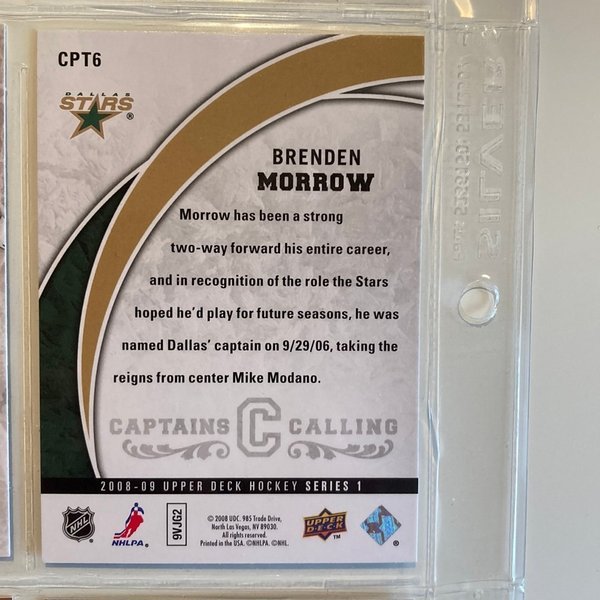 CPT6
DALLAS
STARS
®
BRENDEN
MORROW
Morrow has been a strong
two-way forward his entire career,
and in recognition of the role the Stars
hoped he'd play for future seasons, he was
named Dallas' captain on 9/29/06, taking the
reigns from center Mike Modano.
CAPTAINS C CALLING
2008-09 UPPER DECK HOCKEY SERIES 1
NHL
®
NHLPA.
9VJG2
© 2008 UDC. 985 Trade Drive,
North Las Vegas, NV 89030.
All rights reserved.
Printed in the USA. ©NHLPA. ©NHL.
UPPER
DECK
TM
®